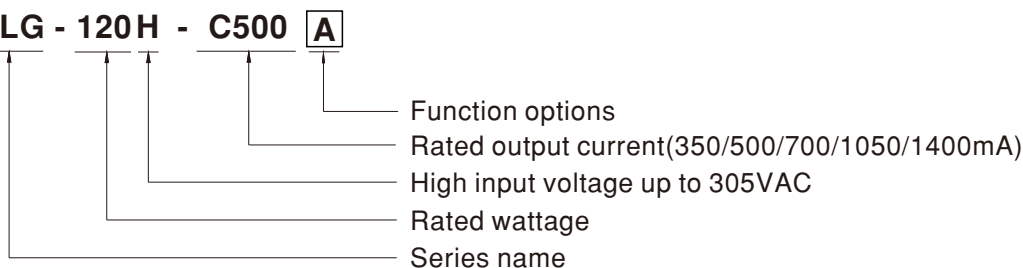 LG - 120 H - C500 A
Function options
Rated output current(350/500/700/1050/1400mA)
High input voltage up to 305VAC
Rated wattage
Series name